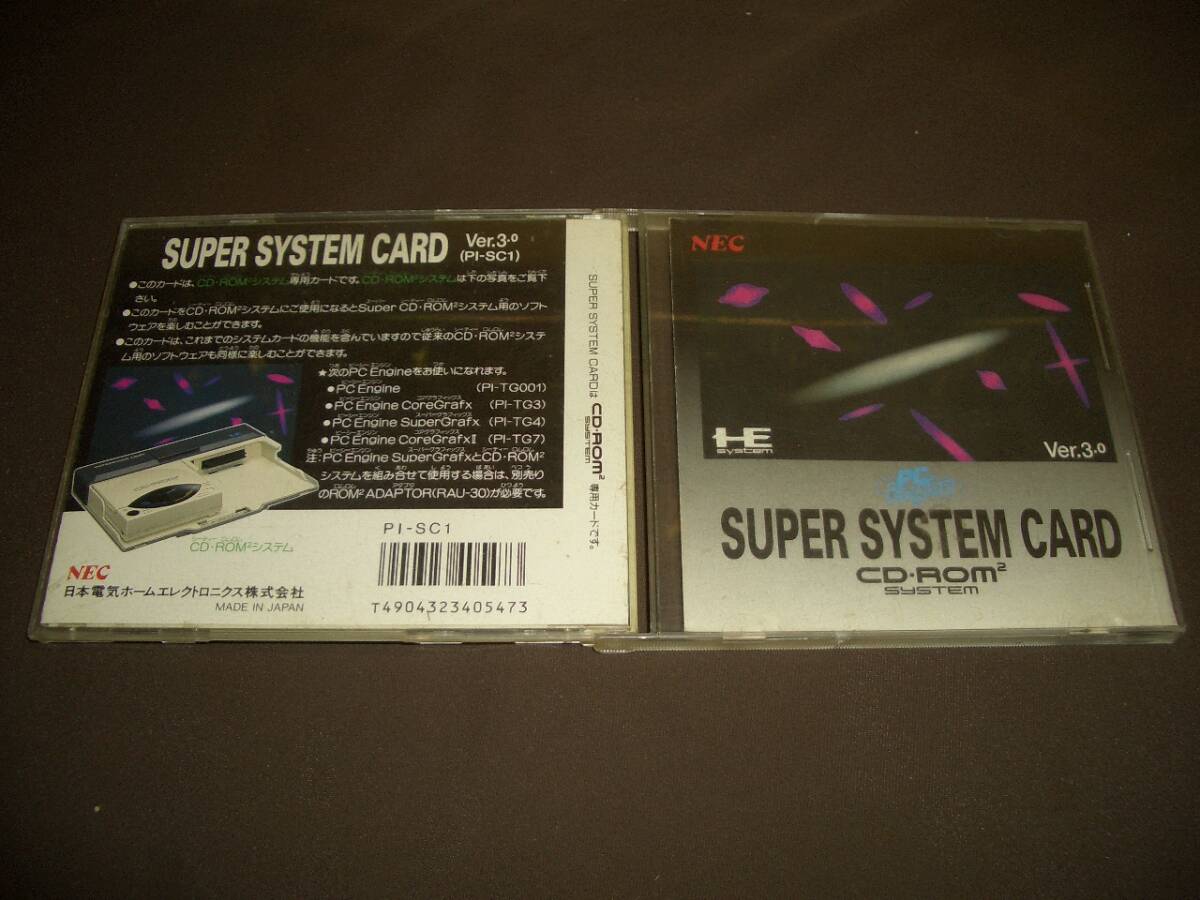 SUPER SYSTEM CARD Ver.3.0
(PI-SC1)
●このカードは、CD・ROM²システム専用カードです。CD・ROM²システムは下の写真をご覧下
さい。
●このカードをCD・ROM²システムにご使用になるとSuper CD・ROM²システム用のソフト
ウェアを楽しむことができます。
●このカードは、これまでのシステムカードの機能を含んでいますので従来のCD・ROM²システ
ム用のソフトウェアも同様に楽しむことができます。
★次のPC Engineをお使いになれます。
●PC Engine (PI-TG001)
●PC Engine CoreGrafx (PI-TG3)
●PC Engine SuperGrafx (PI-TG4)
●PC Engine CoreGrafxⅡ (PI-TG7)
注:PC Engine SuperGrafxとCD・ROM²
システムを組み合せて使用する場合は、別売り
のROM² ADAPTOR(RAU-30)が必要です。
CD・ROM²システム
PI-SC1
NEC
日本電気ホームエレクトロニクス株式会社
MADE IN JAPAN
T4904323405473
SUPER SYSTEM CARDは CD・ROM² SYSTEM 専用カードです。
NEC
HE
system
Ver.3.0
PC
Engine
SUPER SYSTEM CARD
CD・ROM²
SYSTEM